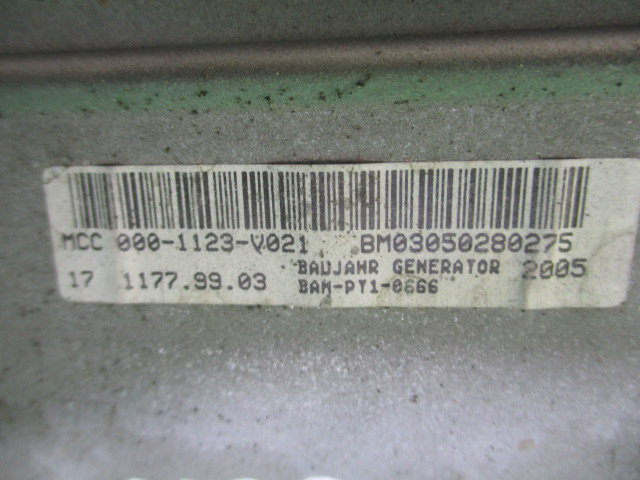 MCC 000-1123-V021 BM03050280275
17 1177.99.03 BAUJAHR GENERATOR 2005
BAM-PT1-0666